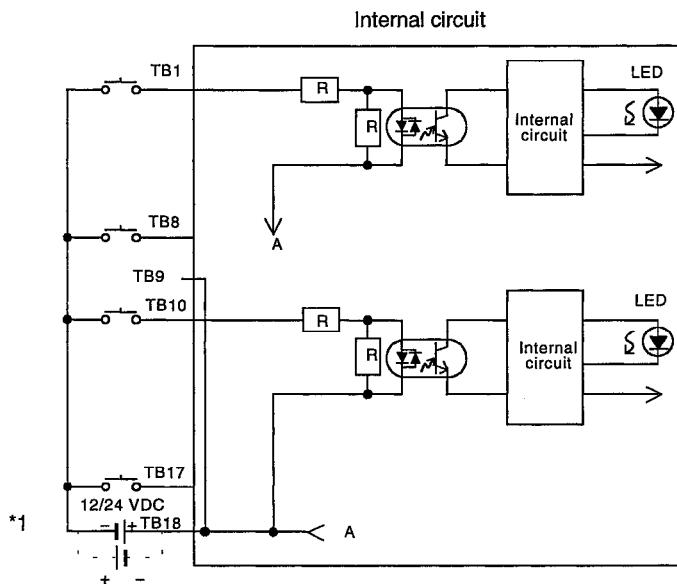 Internal circuit
TB1
R
R
Internal circuit
LED
A
TB8
TB9
TB10
R
R
Internal circuit
LED
TB17
12/24 VDC
*1
− +
TB18
A
+ −